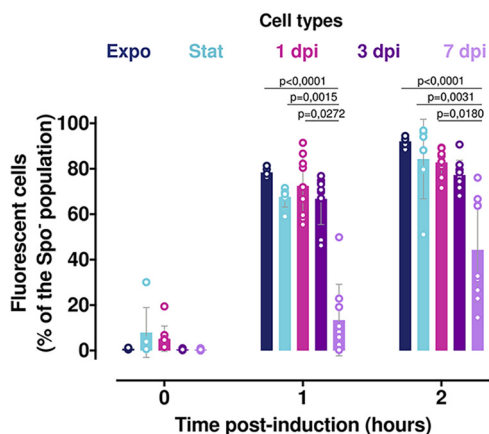 Cell types
Expo Stat 1 dpi 3 dpi 7 dpi
p<0,0001 p<0,0001
p=0,0015 p=0,0031
p=0,0272 p=0,0180
Fluorescent cells
(% of the Spo⁻ population)
100
80
60
40
20
0
0 1 2
Time post-induction (hours)